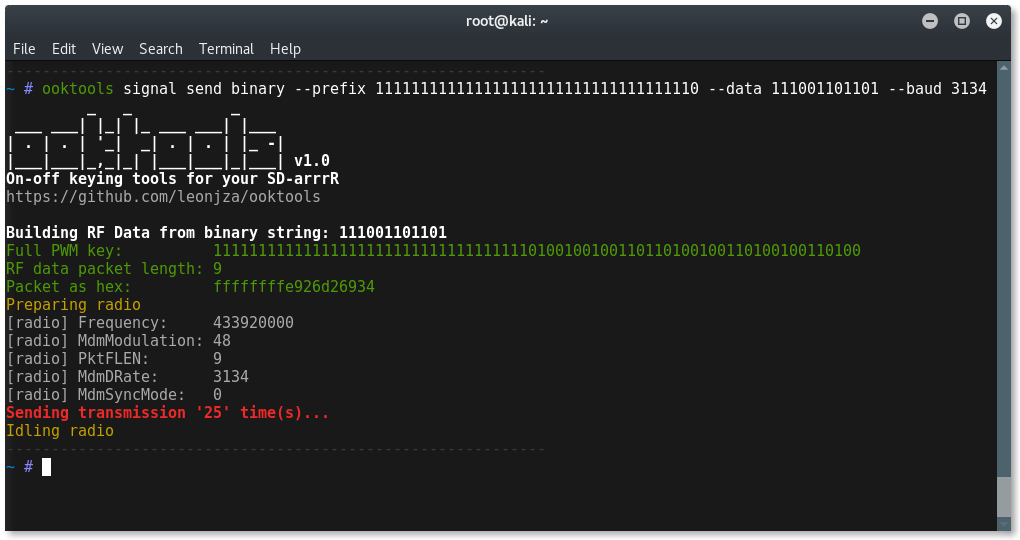 root@kali: ~
File Edit View Search Terminal Help
~ # ooktools signal send binary --prefix 111111111111111111111111111111111110 --data 111001101101 --baud 3134
ooktools v1.0
On-off keying tools for your SD-arrrR
https://github.com/leonjza/ooktools
Building RF Data from binary string: 111001101101
Full PWM key: 111111111111111111111111111111111110100100100110110100100110100100110100
RF data packet length: 9
Packet as hex: ffffffffe926d26934
Preparing radio
[radio] Frequency: 433920000
[radio] MdmModulation: 48
[radio] PktFLEN: 9
[radio] MdmDRate: 3134
[radio] MdmSyncMode: 0
Sending transmission '25' time(s)...
Idling radio
~ #